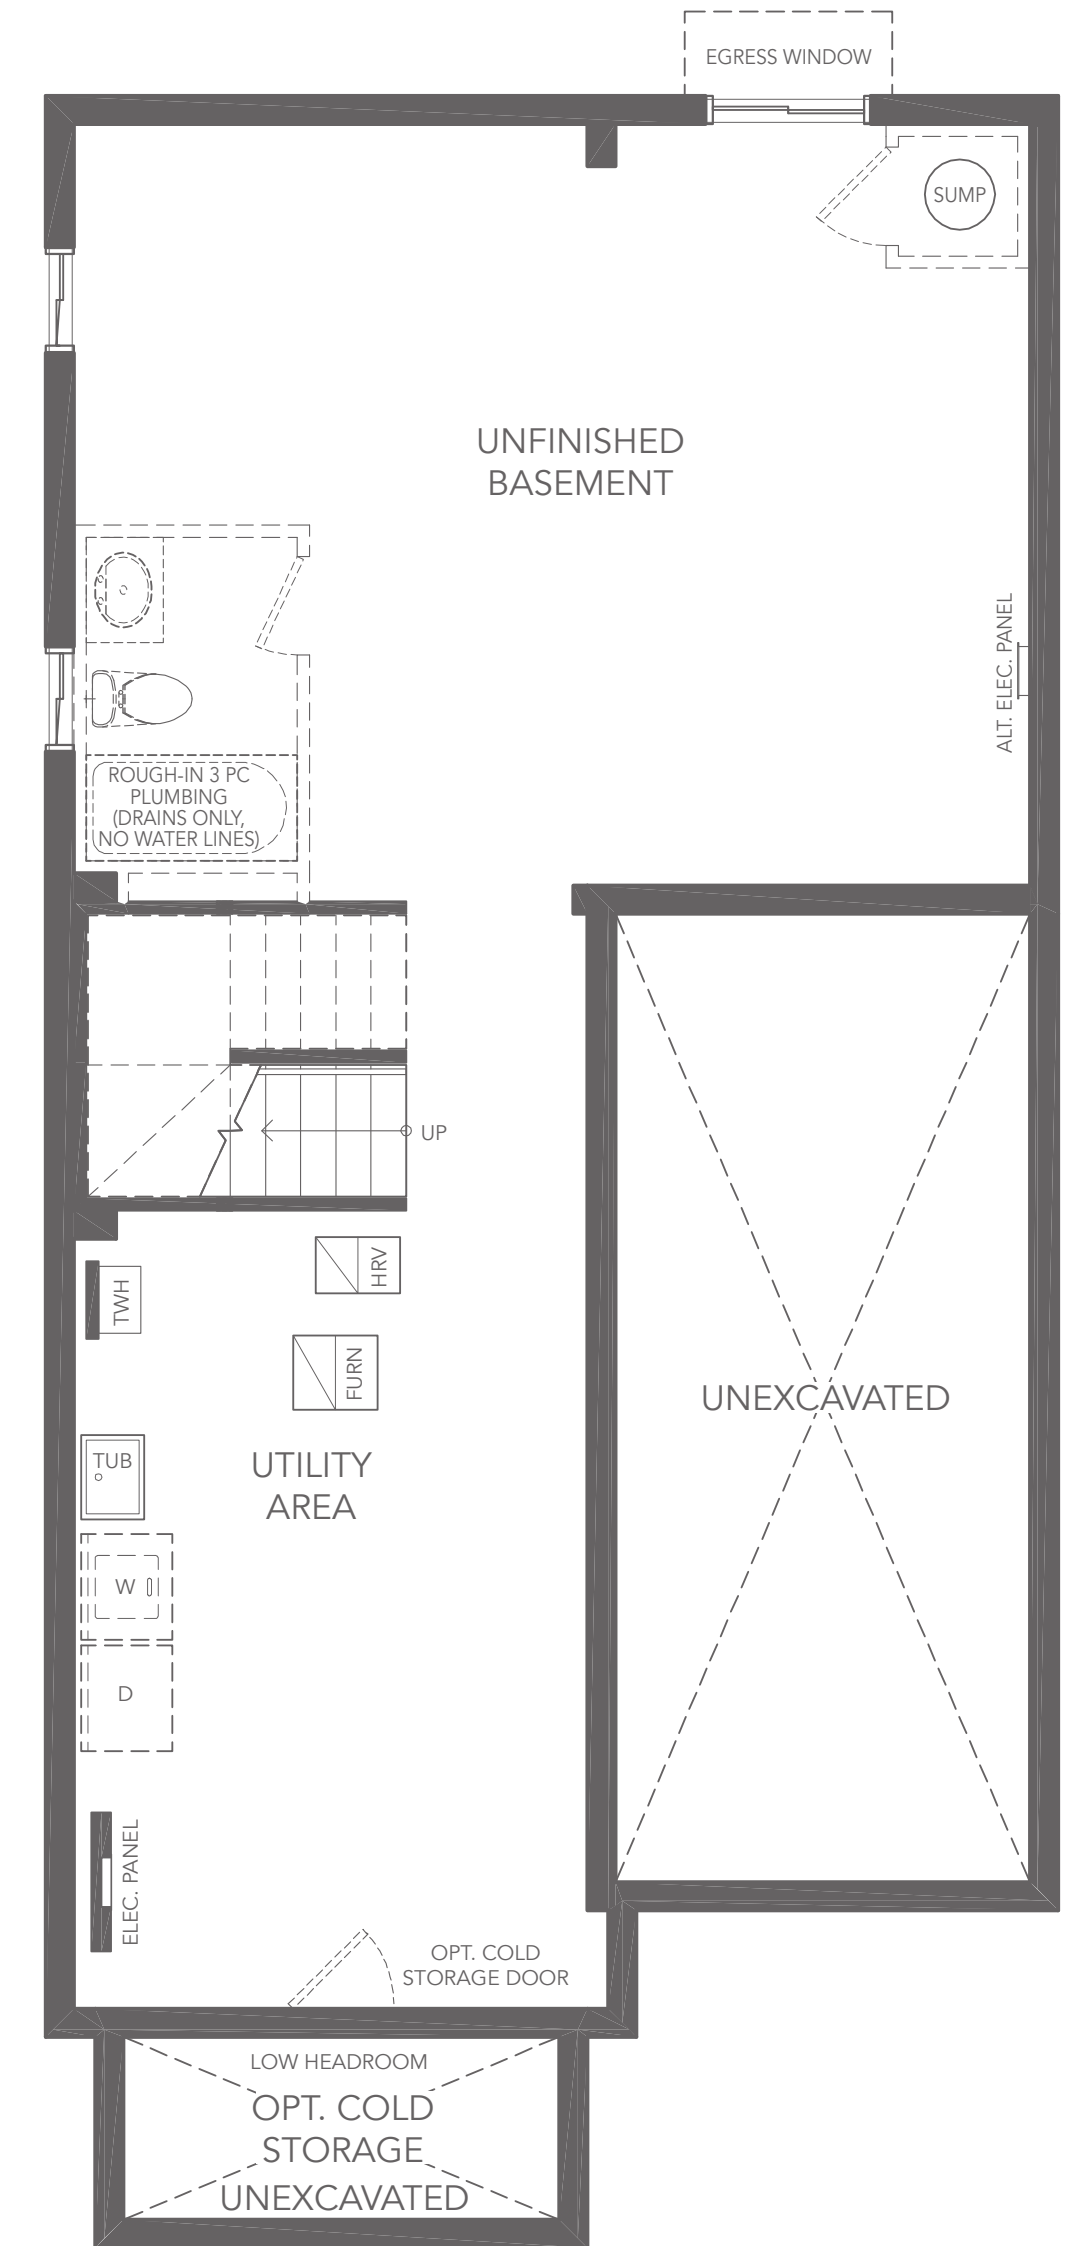 EGRESS WINDOW
SUMP
UNFINISHED
BASEMENT
ALT. ELEC. PANEL
ROUGH-IN 3 PC
PLUMBING
(DRAINS ONLY,
NO WATER LINES)
UP
HRV
TWH
FURN
UNEXCAVATED
TUB
UTILITY
AREA
W
D
ELEC. PANEL
OPT. COLD
STORAGE DOOR
LOW HEADROOM
OPT. COLD
STORAGE
UNEXCAVATED